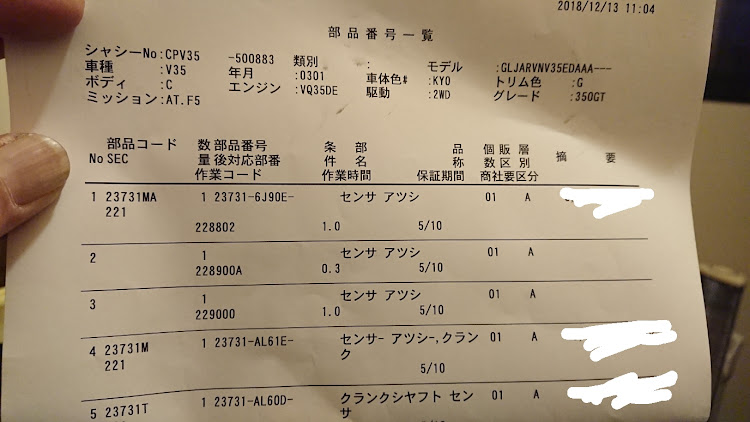 2018/12/13 11:04
部品番号一覧
シャシーNo:CPV35 -500883 類別 : モデル :GLJARVNV35EDAAA---
車種 :V35 年月 :0301 車体色# :KY0 トリム色 :G
ボディ :C エンジン :VQ35DE 駆動 :2WD グレード :350GT
ミッション:AT.F5
部品コード 数 部品番号 条 部 品 個 販 層 摘 要
No SEC 量 後対応部番 件 名 称 数 区 別
作業コード 作業時間 保証期間 商社要区分
1 23731MA 1 23731-6J90E- センサ アツシ 01 A
221
228802 1.0 5/10
2 1 センサ アツシ 01 A
228900A 0.3 5/10
3 1 センサ アツシ 01 A
229000 1.0 5/10
4 23731M 1 23731-AL61E- センサ- アツシ-,クラン 01 A
221 ク
5/10
5 23731T 1 23731-AL60D- クランクシヤフト セン 01 A
サ